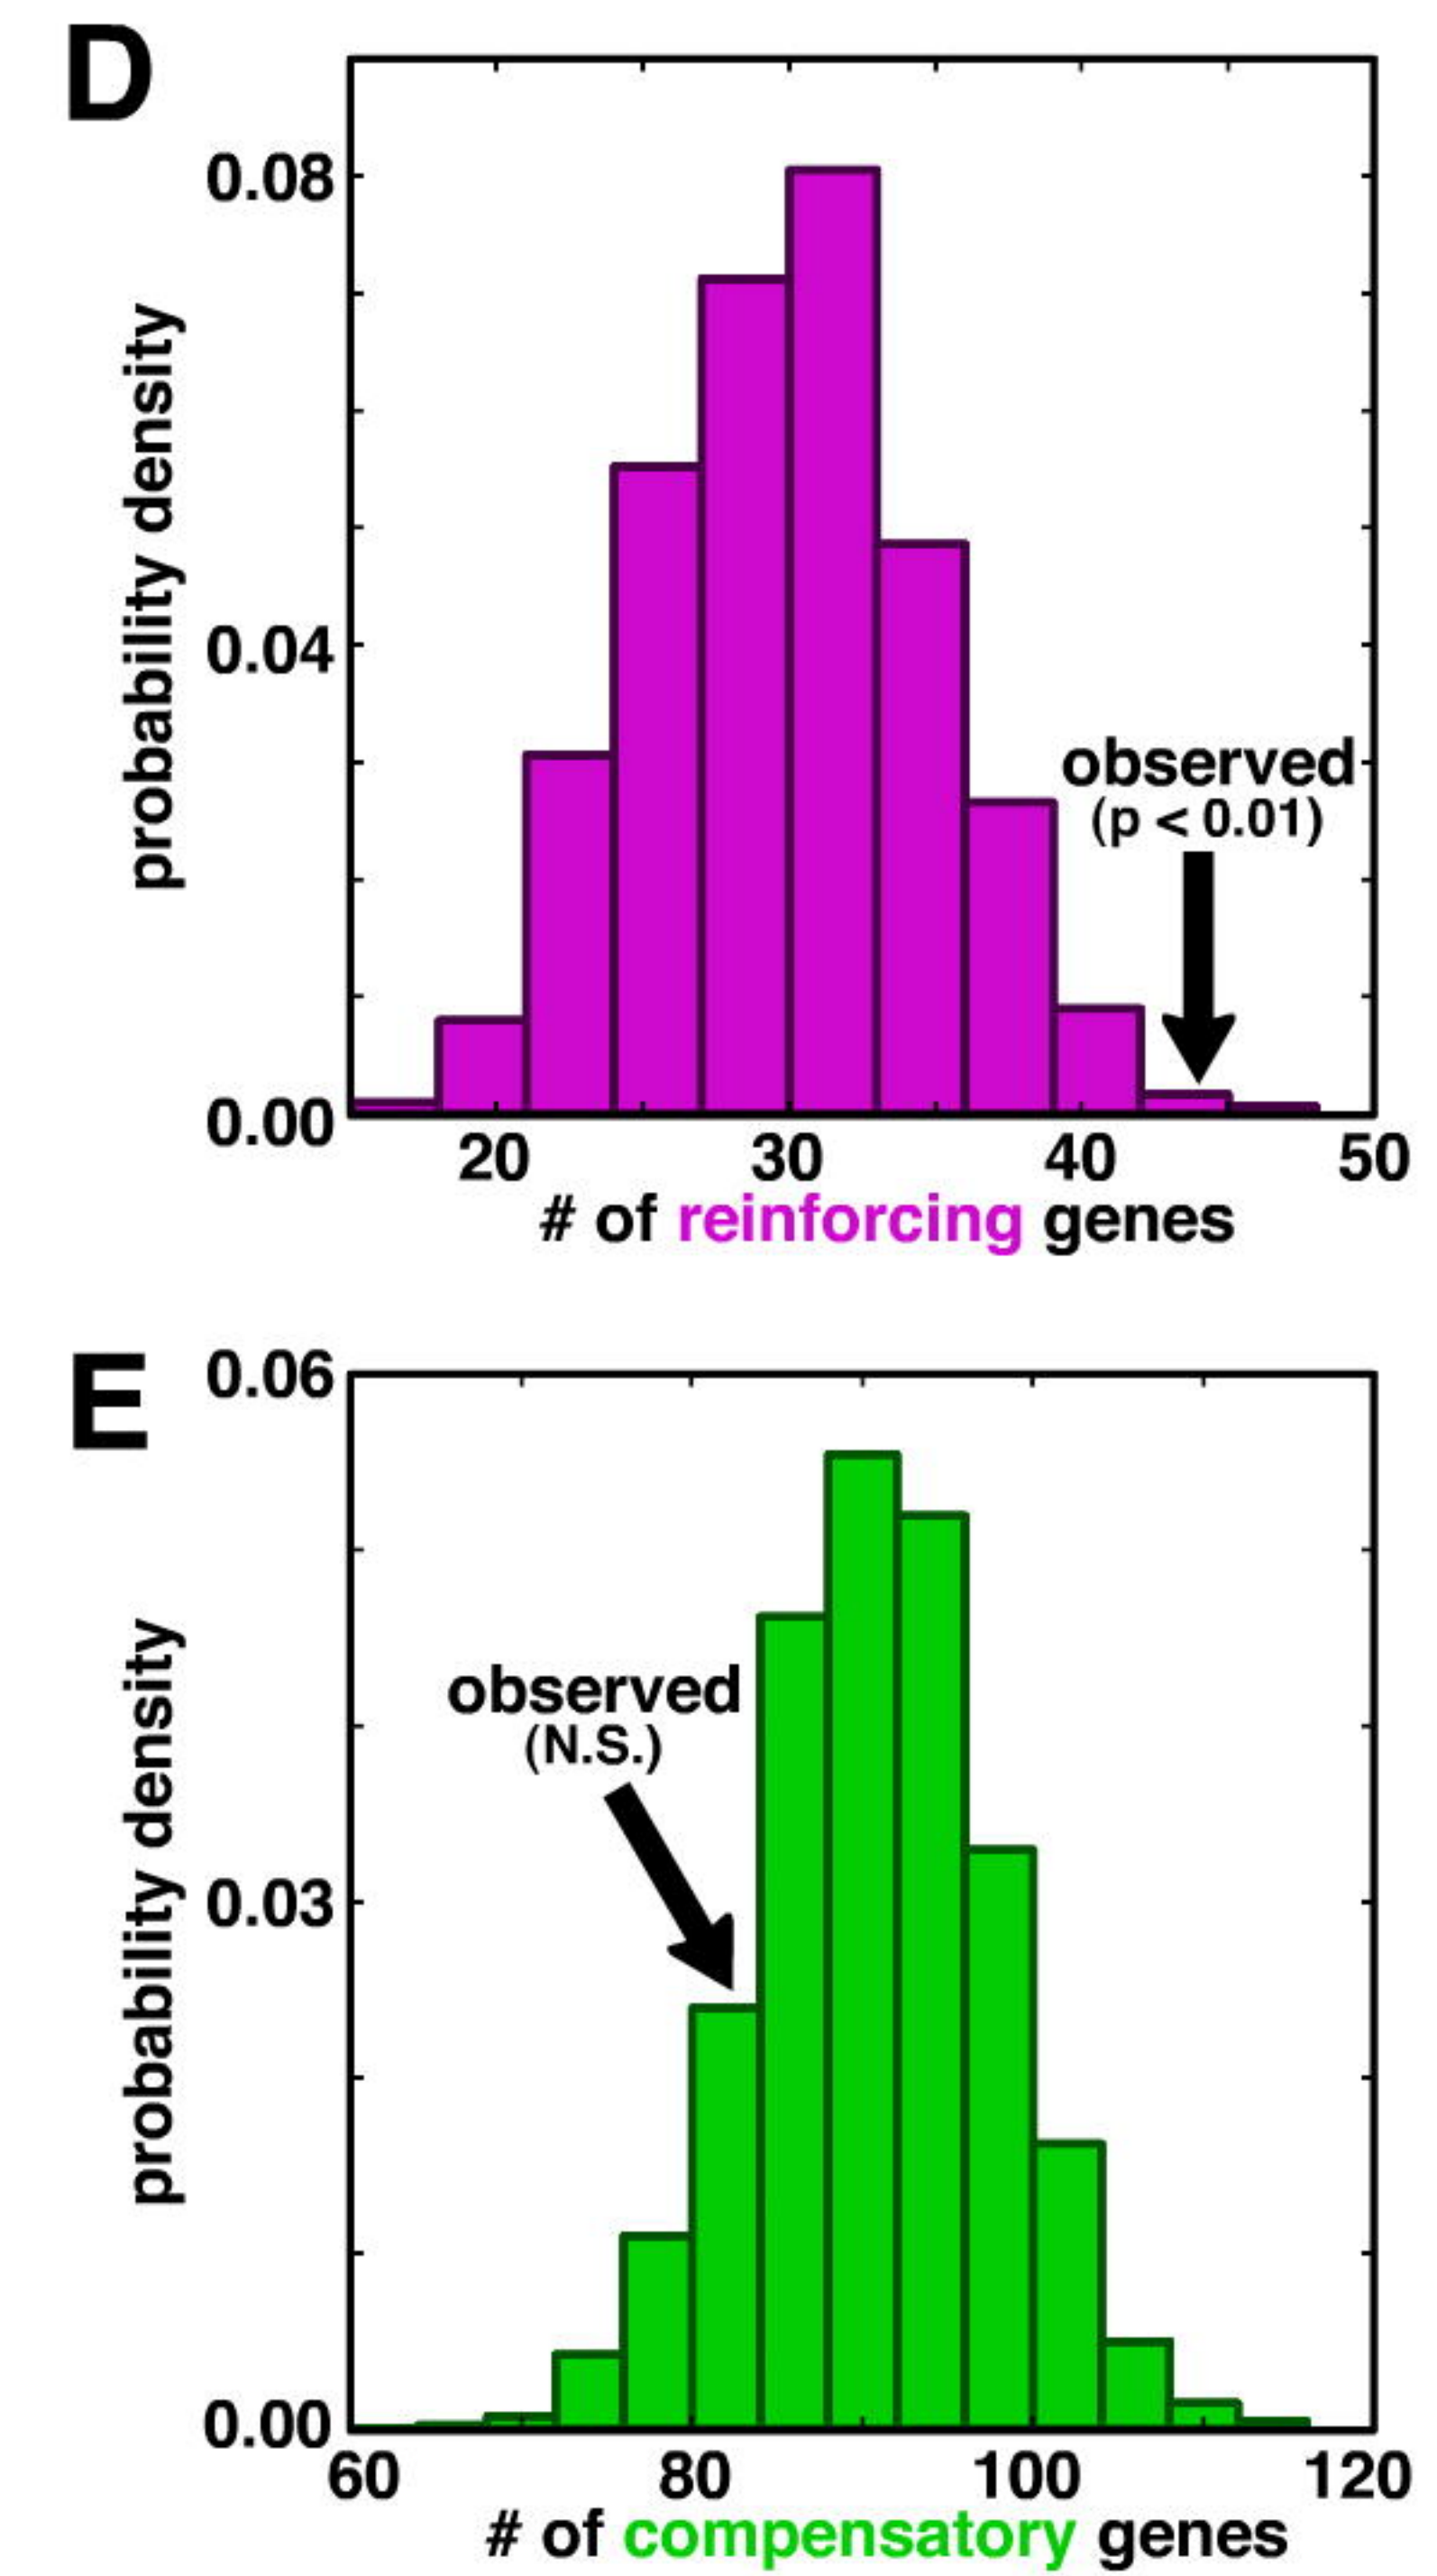 D
0.08
0.04
0.00
probability density
observed
(p < 0.01)
20 30 40 50
# of reinforcing genes
E
0.06
0.03
0.00
probability density
observed
(N.S.)
60 80 100 120
# of compensatory genes